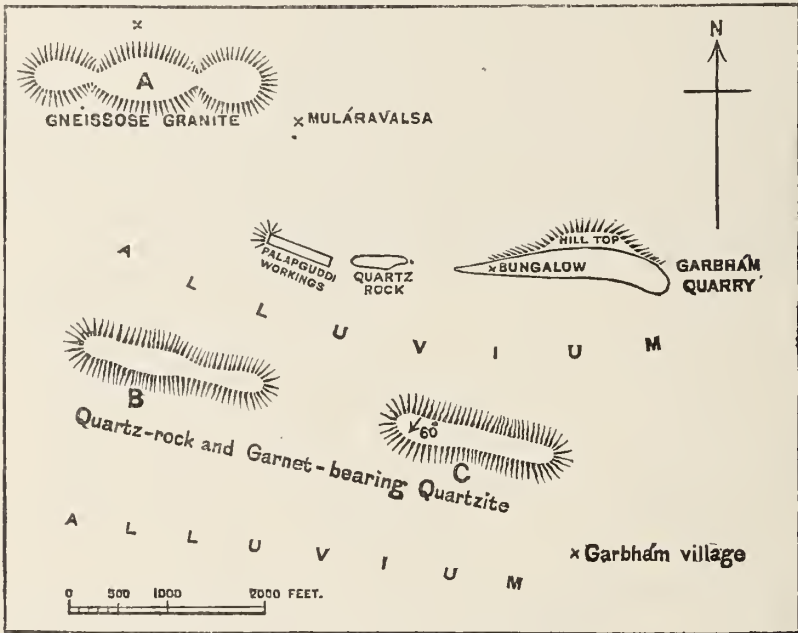 N
A
GNEISSOSE GRANITE
× MULÁRAVALSA
HILL TOP
PALAPGUDDI
WORKINGS
QUARTZ
ROCK
× BUNGALOW
GARBHÁM
QUARRY
A L L U V I U M
B
60°
C
Quartz-rock and Garnet-bearing Quartzite
A L L U V I U M
× Garbhám village
0 500 1000 2000 FEET.